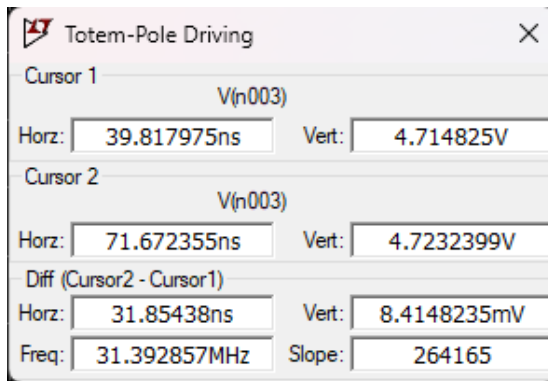 Totem-Pole Driving
Cursor 1
V(n003)
Horz: 39.817975ns Vert: 4.714825V
Cursor 2
V(n003)
Horz: 71.672355ns Vert: 4.7232399V
Diff (Cursor2 - Cursor1)
Horz: 31.85438ns Vert: 8.4148235mV
Freq: 31.392857MHz Slope: 264165